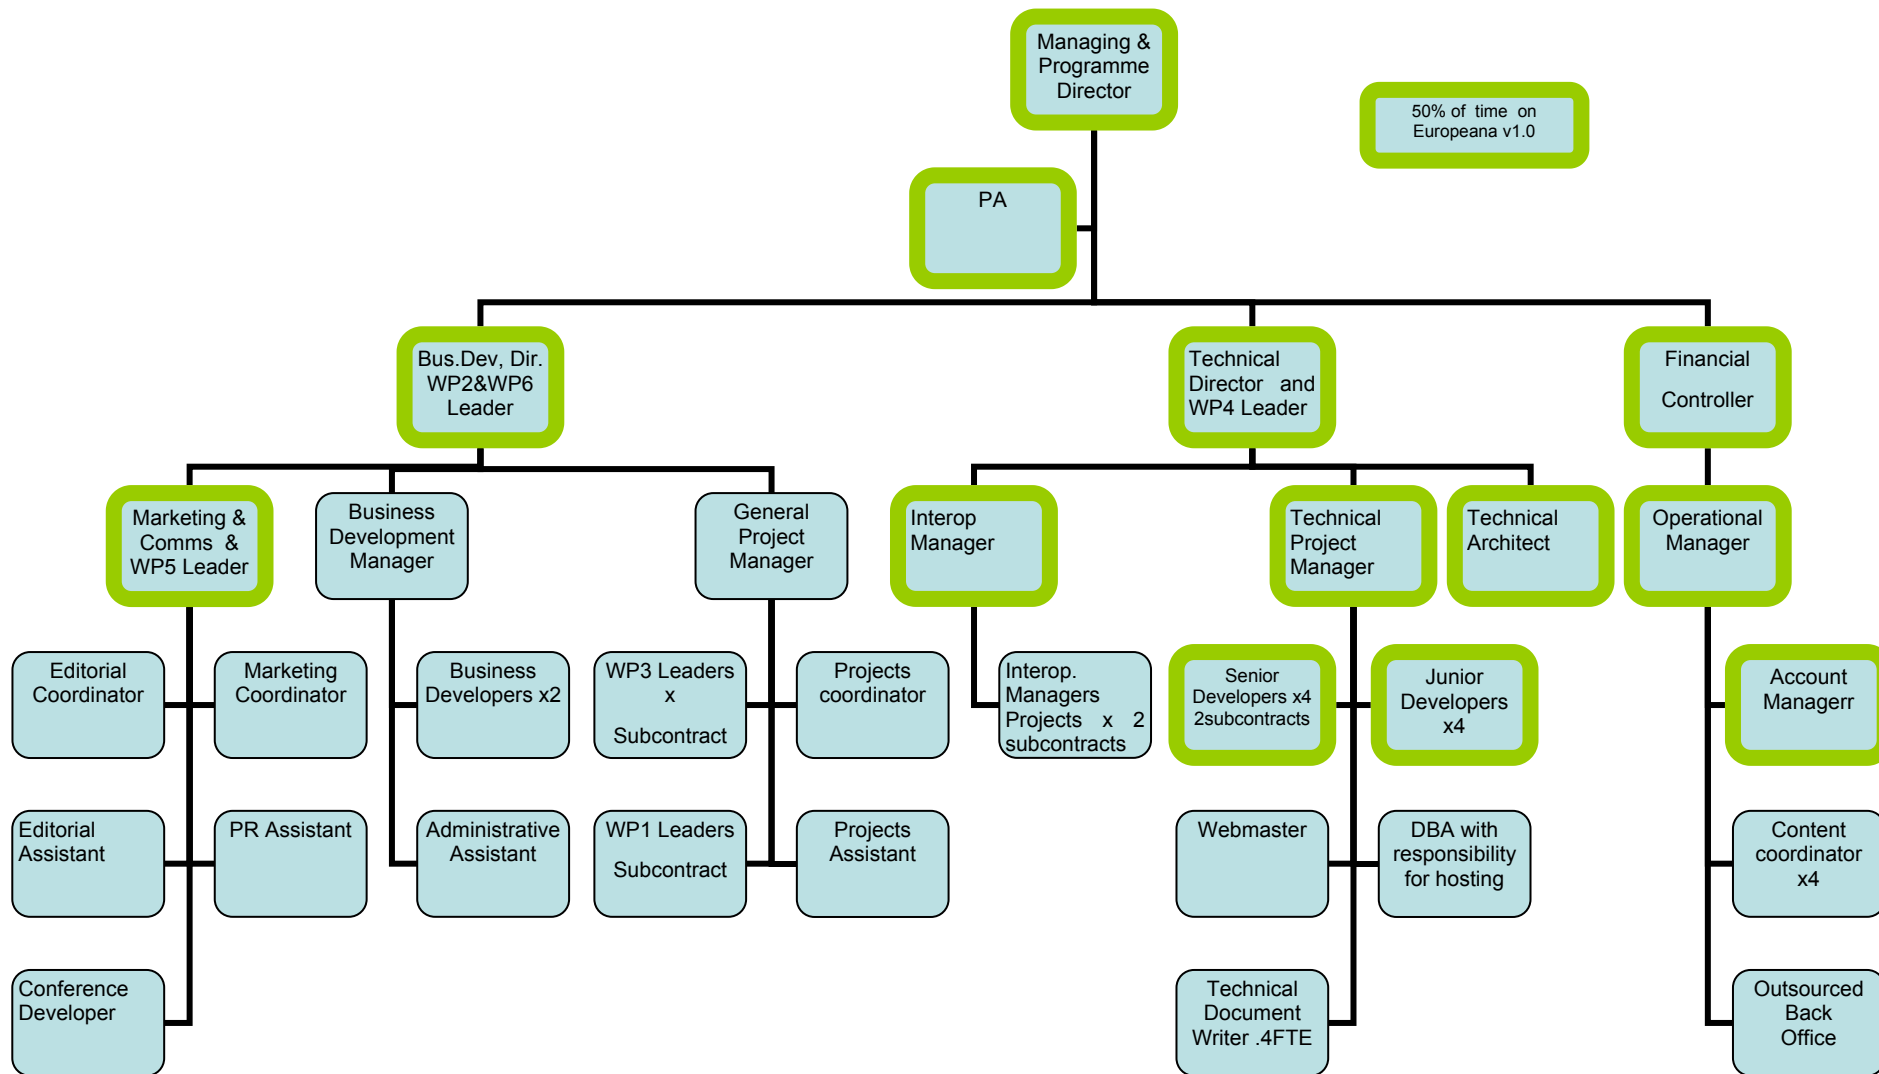 Managing &
Programme
Director
50% of time on
Europeana v1.0
PA
Bus.Dev, Dir.
WP2&WP6
Leader
Technical
Director and
WP4 Leader
Financial
Controller
Marketing &
Comms &
WP5 Leader
Business
Development
Manager
General
Project
Manager
Interop
Manager
Technical
Project
Manager
Technical
Architect
Operational
Manager
Editorial
Coordinator
Marketing
Coordinator
Business
Developers x2
WP3 Leaders
x
Subcontract
Projects
coordinator
Interop.
Managers
Projects x 2
subcontracts
Senior
Developers x4
2subcontracts
Junior
Developers
x4
Account
Managerr
Editorial
Assistant
PR Assistant
Administrative
Assistant
WP1 Leaders
Subcontract
Projects
Assistant
Webmaster
DBA with
responsibility
for hosting
Content
coordinator
x4
Conference
Developer
Technical
Document
Writer .4FTE
Outsourced
Back
Office